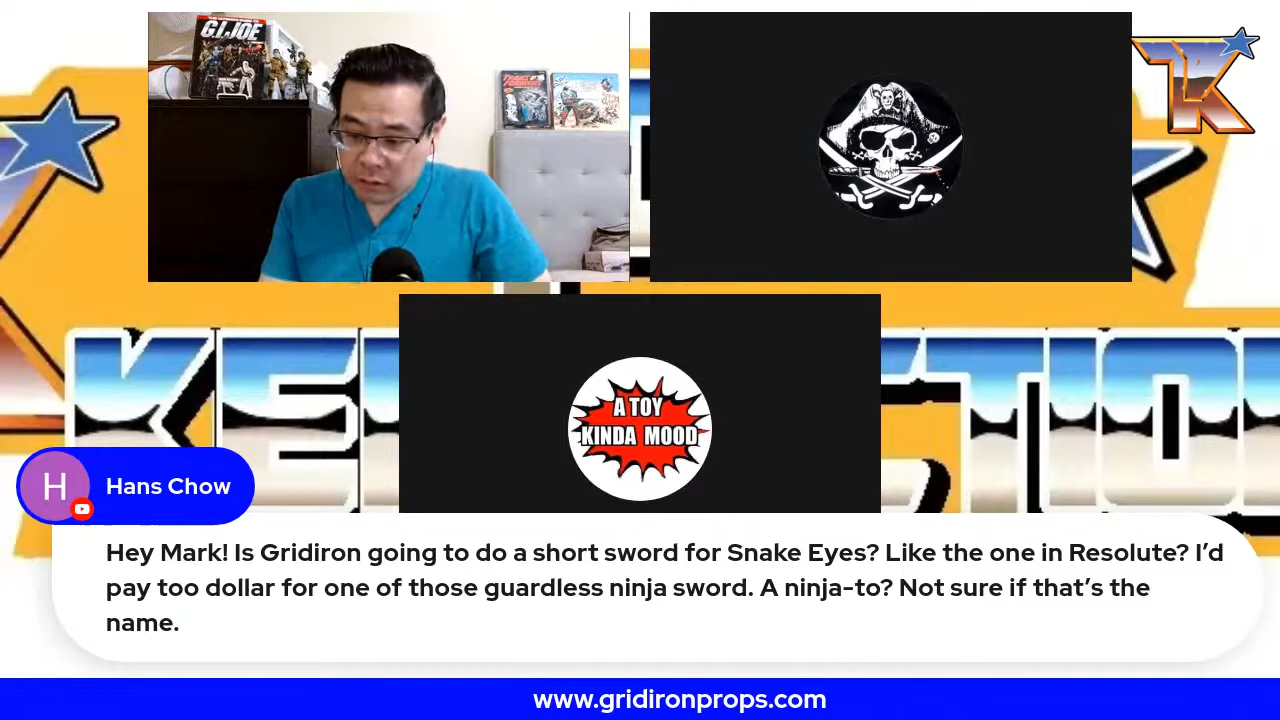 G.I. JOE
A TOY
KINDA MOOD
H
Hans Chow
Hey Mark! Is Gridiron going to do a short sword for Snake Eyes? Like the one in Resolute? I’d
pay too dollar for one of those guardless ninja sword. A ninja-to? Not sure if that’s the
name.
www.gridironprops.com